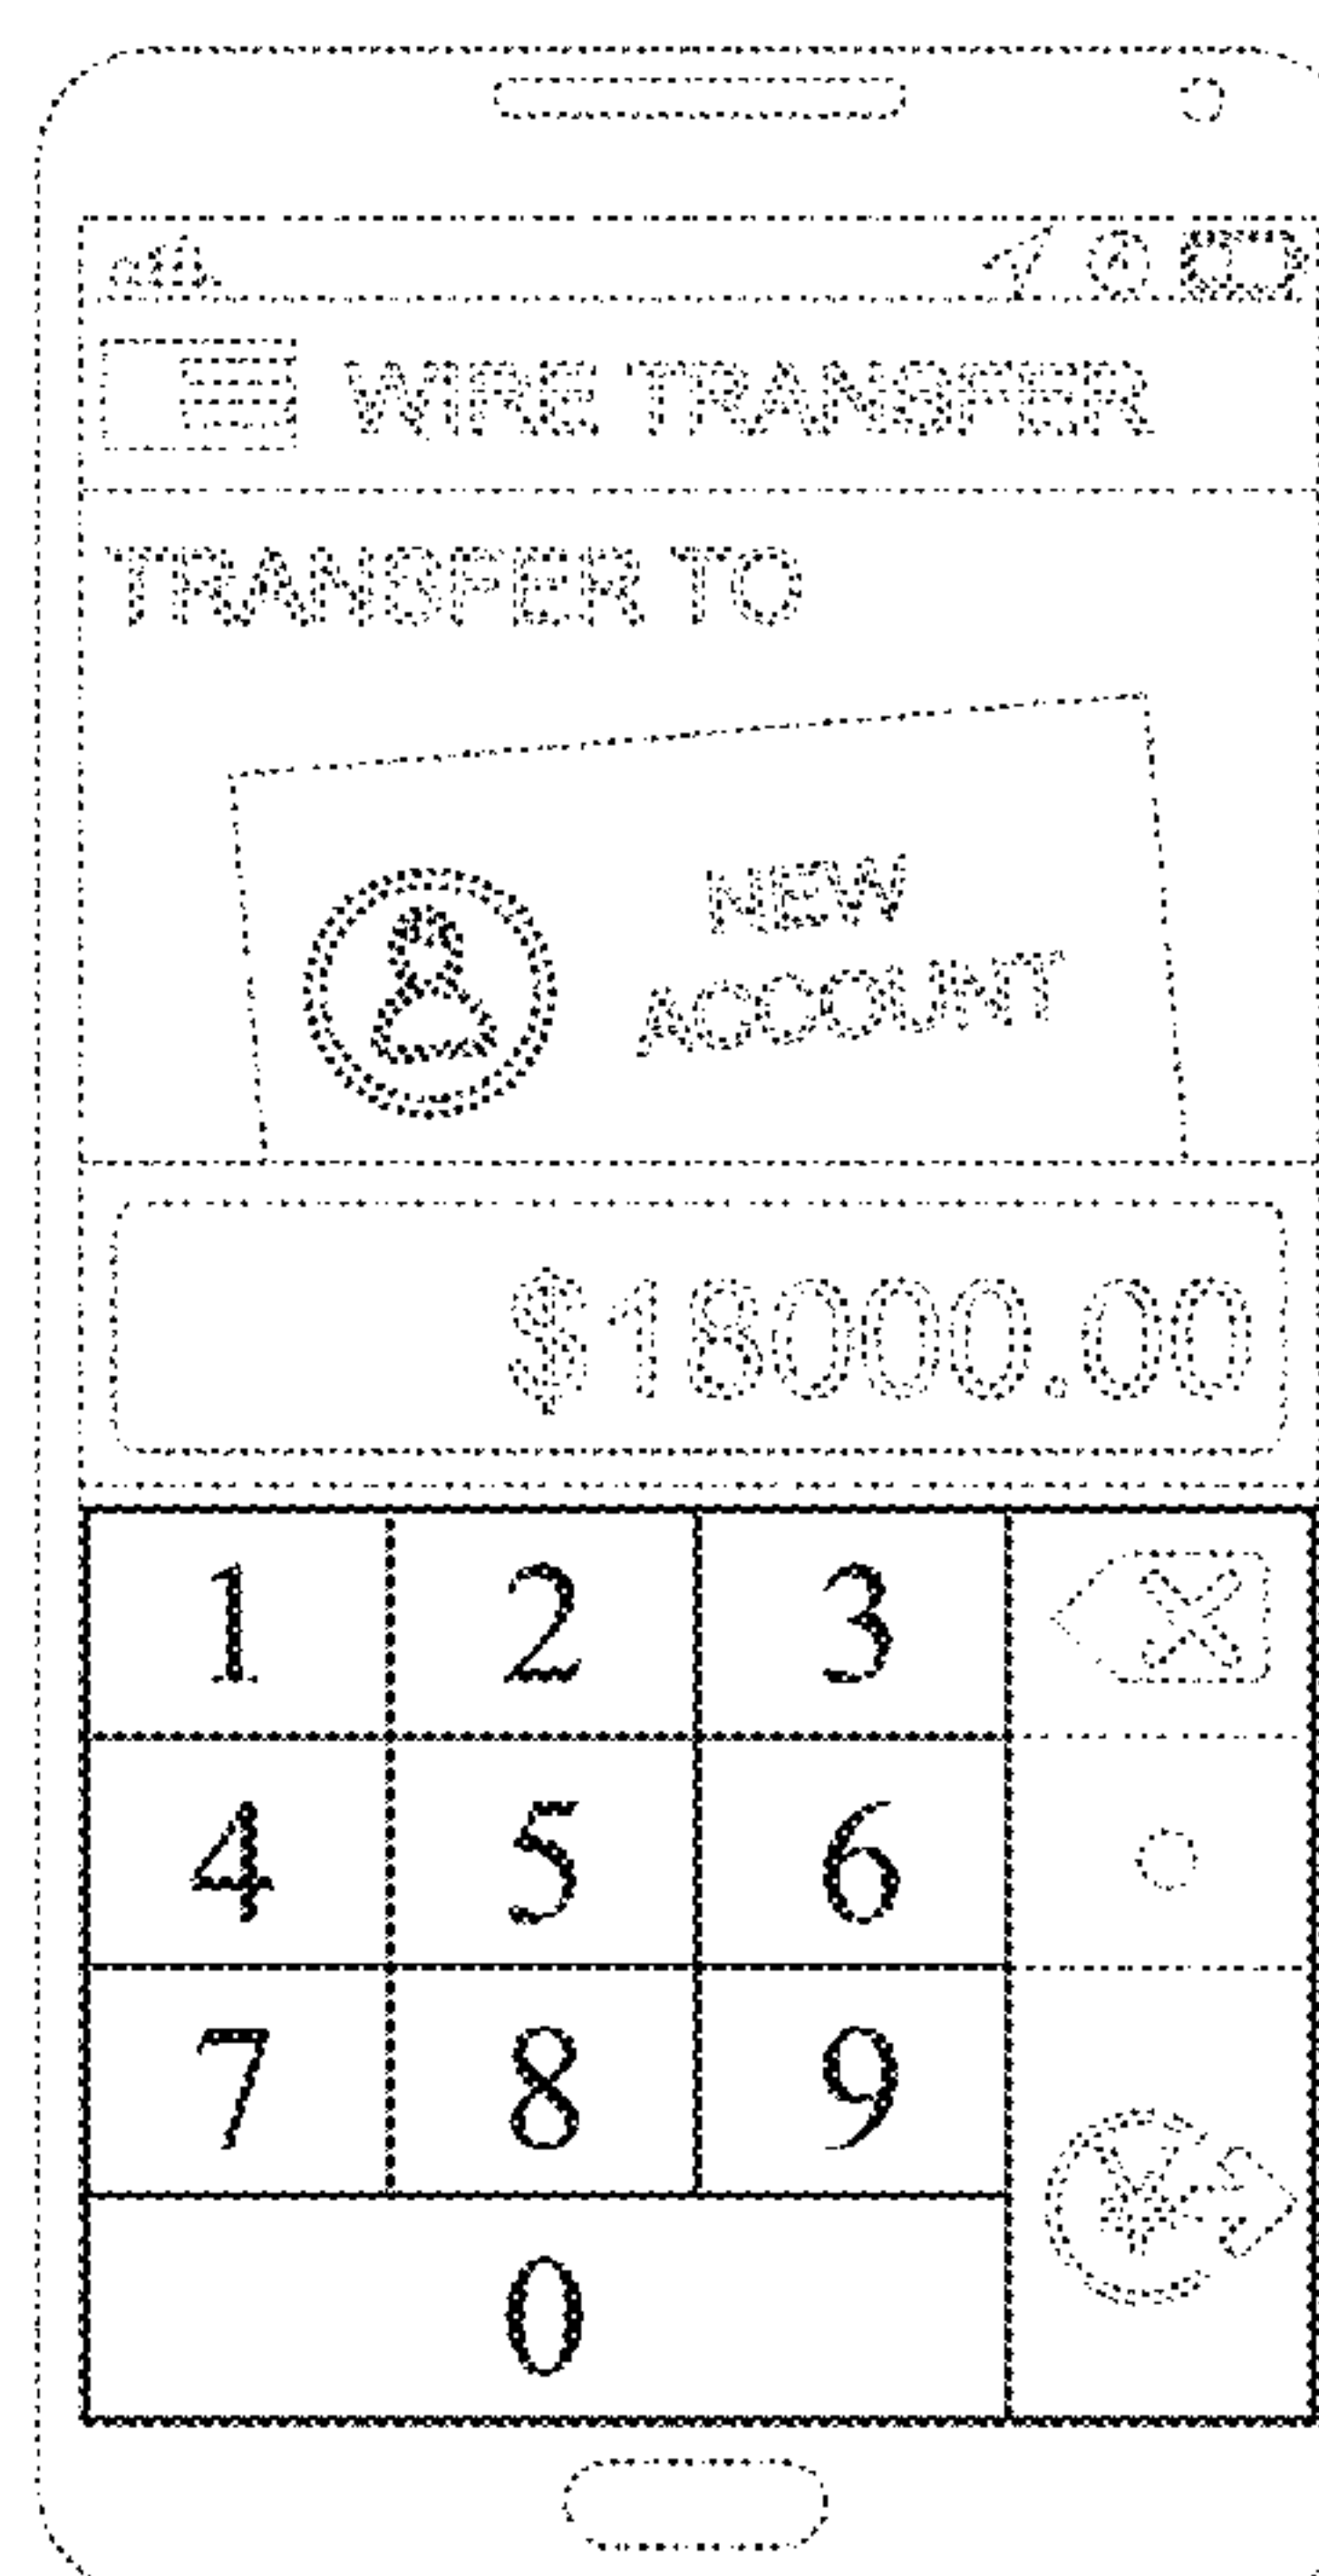 WIRE TRANSFER
TRANSFER TO
NEW
ACCOUNT
$18000.00
1 2 3
4 5 6
7 8 9
0